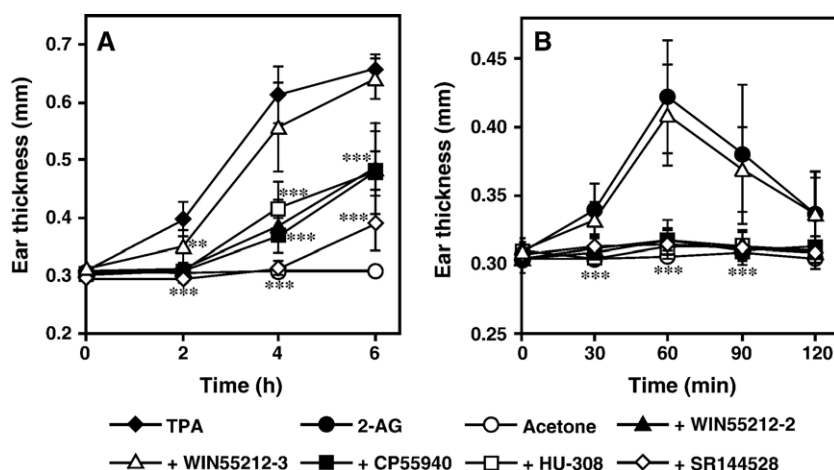 A
B
Ear thickness (mm)
0.7
0.6
0.5
0.4
0.3
0.2
***
***
**
***
***
***
***
0
2
4
6
Time (h)
Ear thickness (mm)
0.45
0.40
0.35
0.30
0.25
***
***
***
0
30
60
90
120
Time (min)
TPA
2-AG
Acetone
+ WIN55212-2
+ WIN55212-3
+ CP55940
+ HU-308
+ SR144528